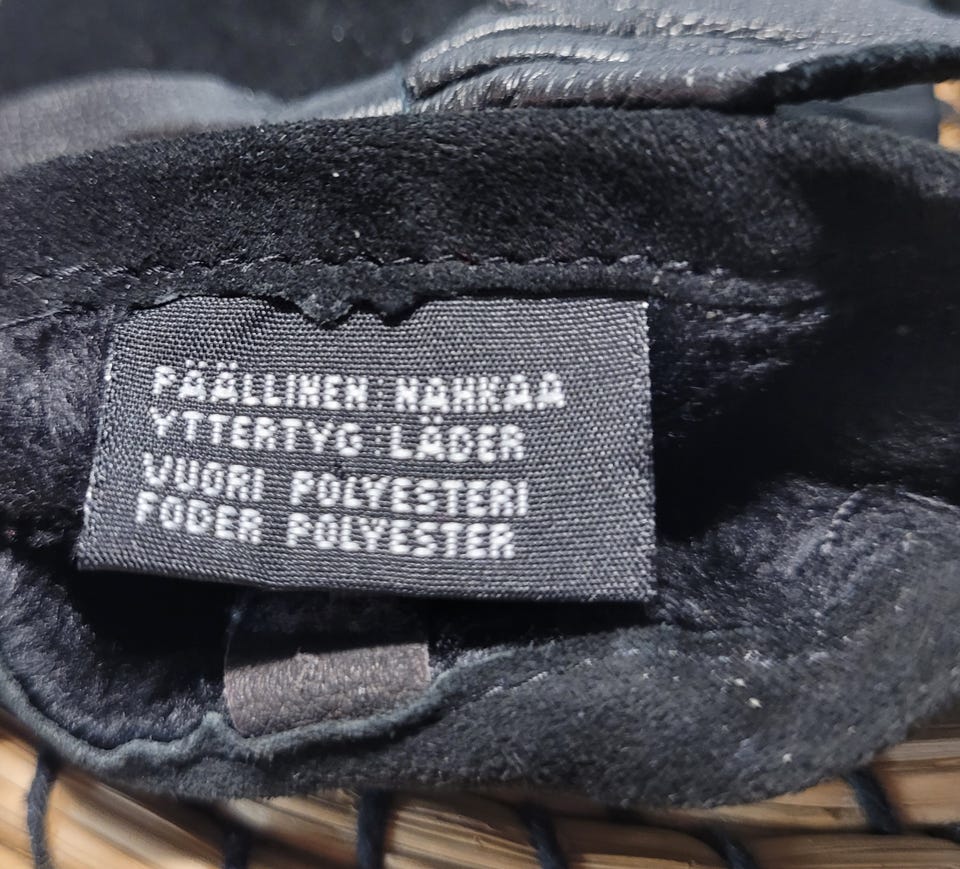 PÄÄLLINEN NAHKAA
YTTERTYG LÄDER
VUORI POLYESTERI
FODER POLYESTER